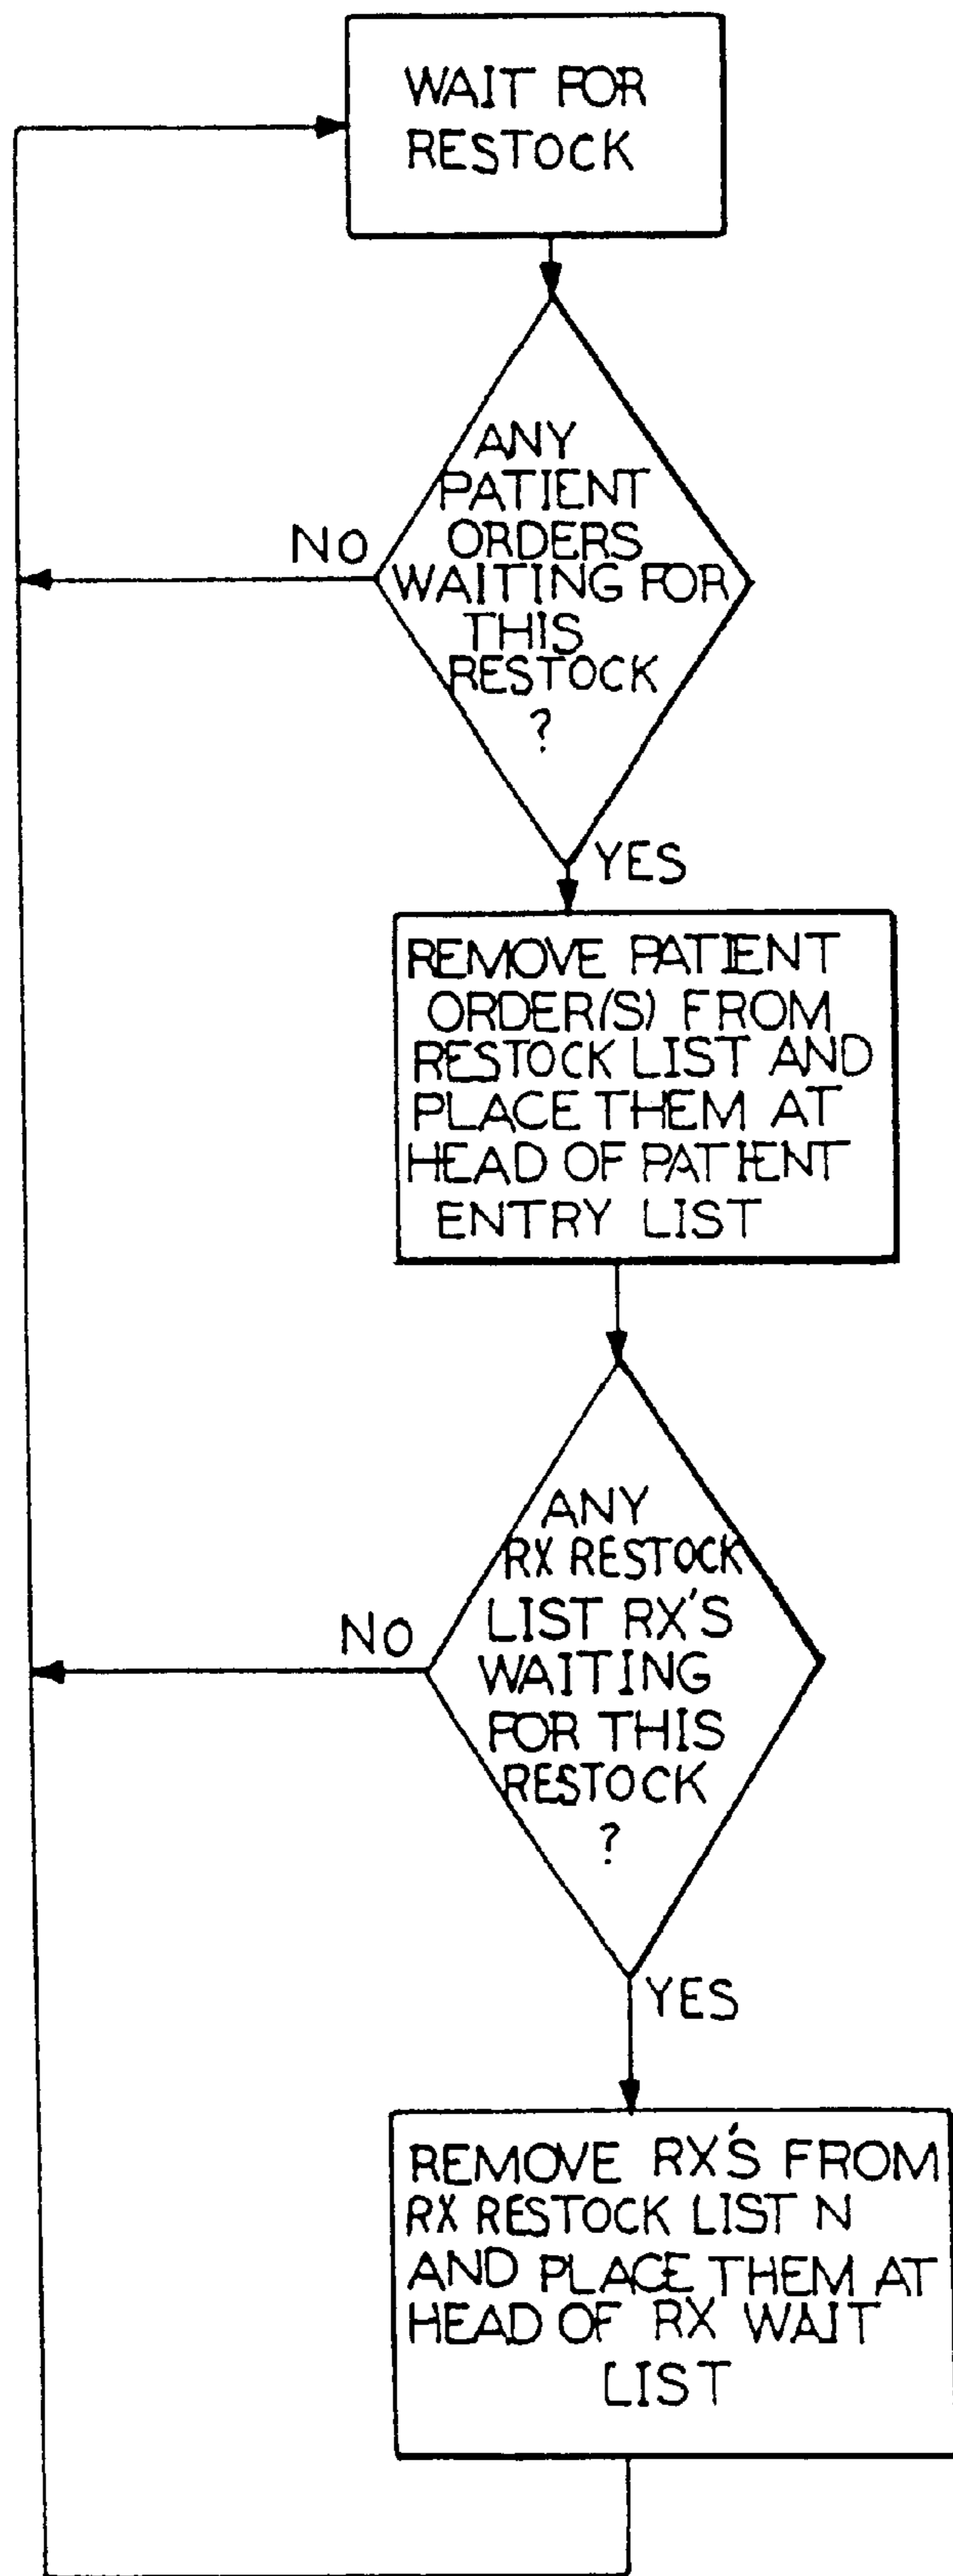 WAIT FOR
RESTOCK
ANY
PATIENT
ORDERS
WAITING FOR
THIS
RESTOCK
?
NO
YES
REMOVE PATIENT
ORDER(S) FROM
RESTOCK LIST AND
PLACE THEM AT
HEAD OF PATIENT
ENTRY LIST
ANY
RX RESTOCK
LIST RX'S
WAITING
FOR THIS
RESTOCK
?
NO
YES
REMOVE RX'S FROM
RX RESTOCK LIST N
AND PLACE THEM AT
HEAD OF RX WAIT
LIST